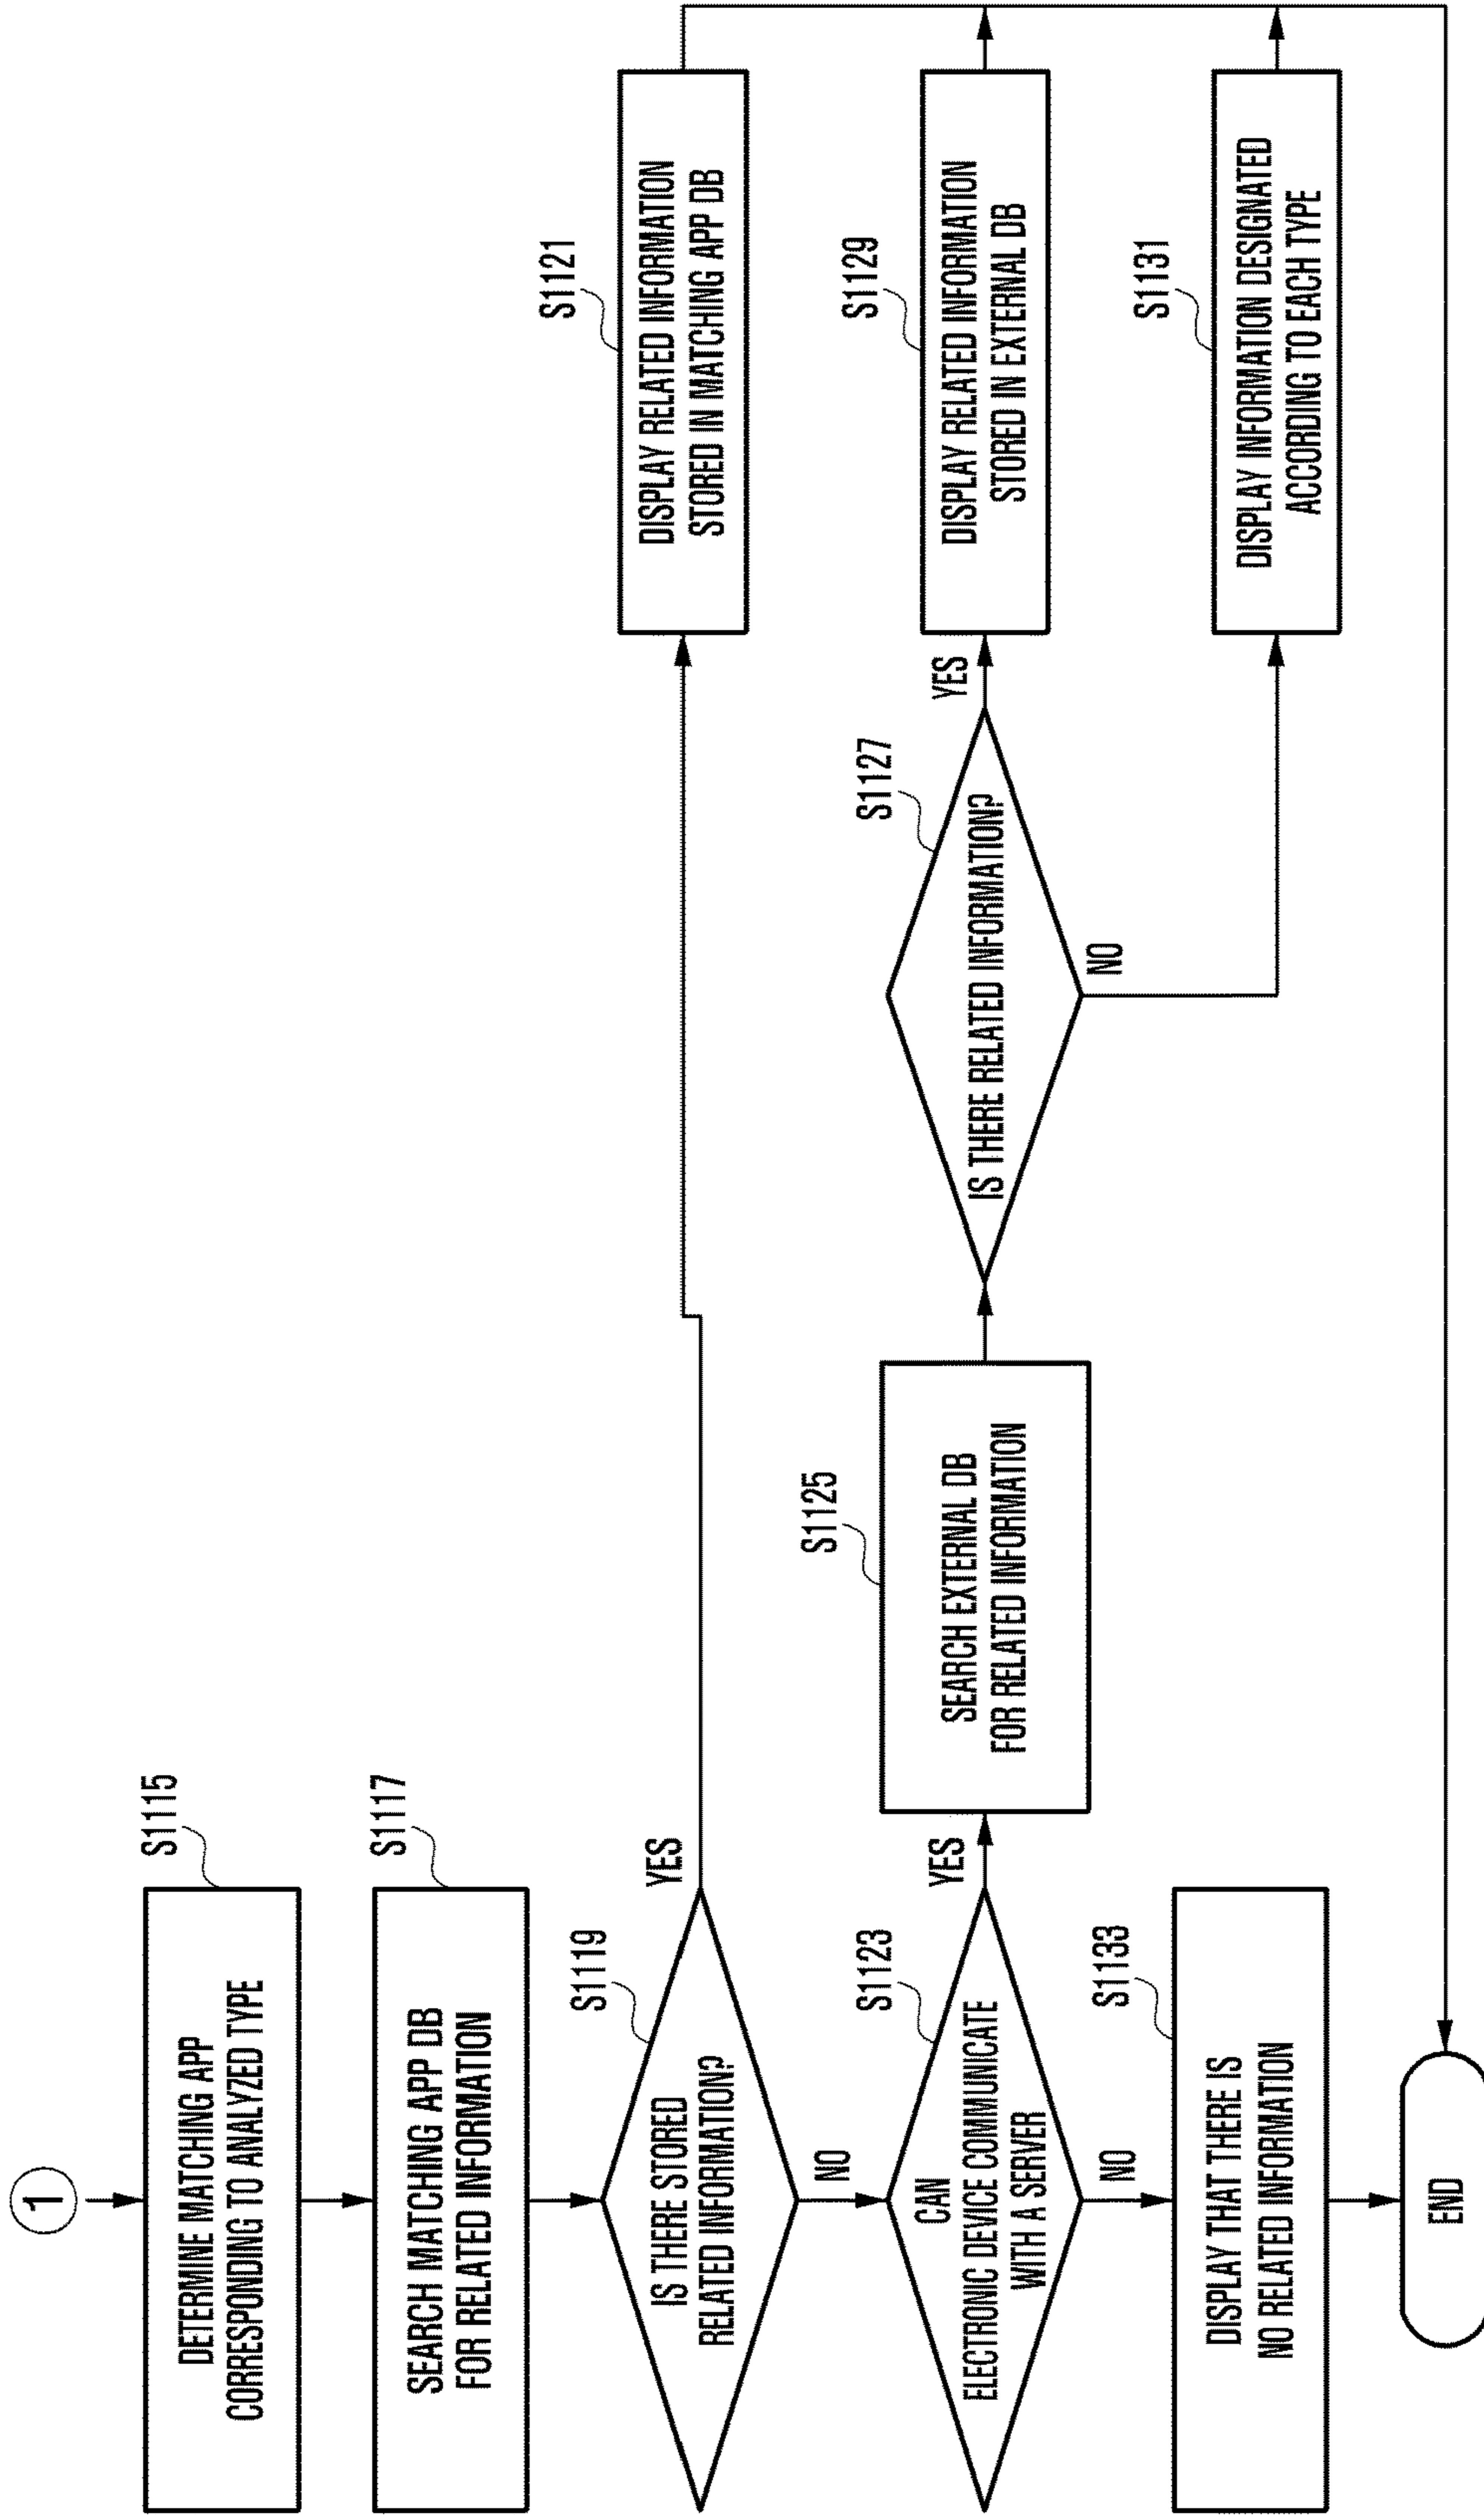 1
S1115
DETERMINE MATCHING APP
CORRESPONDING TO ANALYZED TYPE
S1117
SEARCH MATCHING APP DB
FOR RELATED INFORMATION
S1119
IS THERE STORED
RELATED INFORMATION?
YES
NO
S1121
DISPLAY RELATED INFORMATION
STORED IN MATCHING APP DB
S1123
CAN
ELECTRONIC DEVICE COMMUNICATE
WITH A SERVER
YES
NO
S1125
SEARCH EXTERNAL DB
FOR RELATED INFORMATION
S1127
IS THERE RELATED INFORMATION?
YES
NO
S1129
DISPLAY RELATED INFORMATION
STORED IN EXTERNAL DB
S1131
DISPLAY INFORMATION DESIGNATED
ACCORDING TO EACH TYPE
S1133
DISPLAY THAT THERE IS
NO RELATED INFORMATION
END